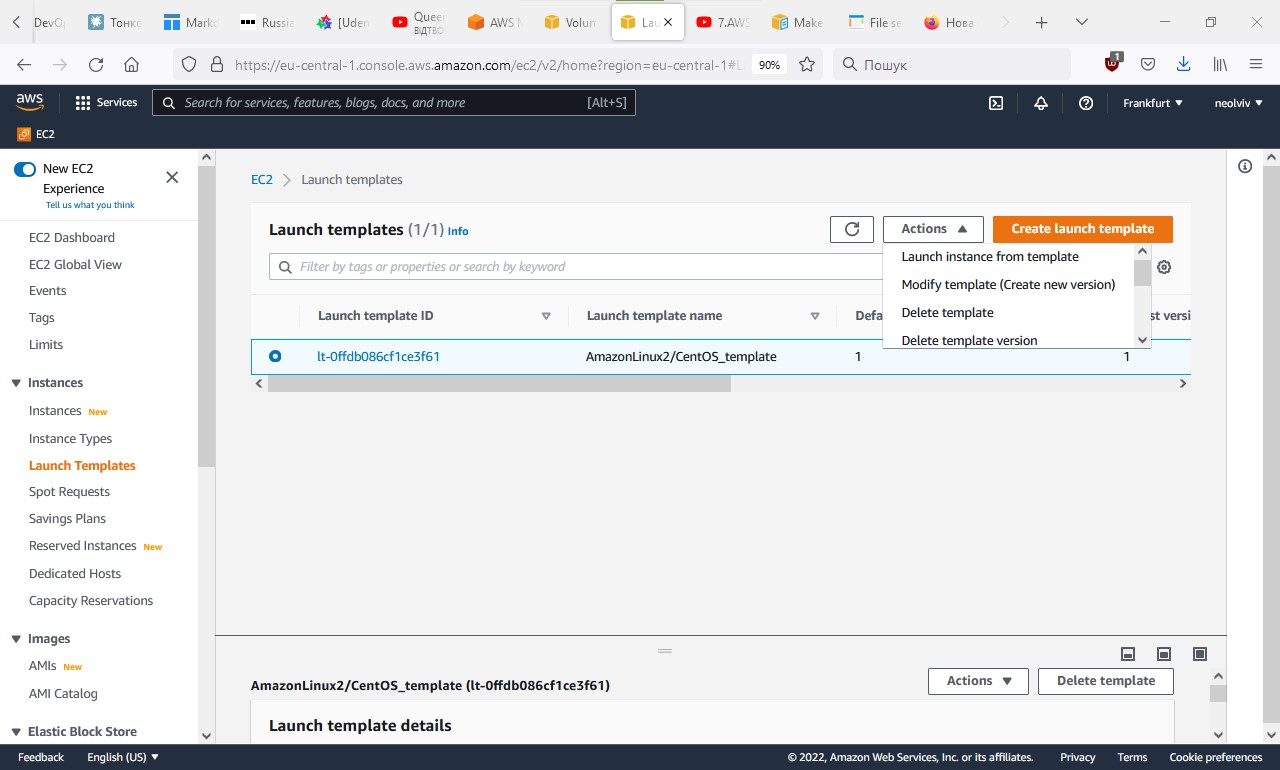 DevO
Тонк
Mark
Russia
[Uden
Queer
ВІДТВО
AWS
Volum
Lau
7.AWS
Make
File se
Нова
https://eu-central-1.console.aws.amazon.com/ec2/v2/home?region=eu-central-1#L
90%
Пошук
1
aws
Services
Search for services, features, blogs, docs, and more
[Alt+S]
Frankfurt
neolviv
EC2
New EC2
Experience
Tell us what you think
EC2 Dashboard
EC2 Global View
Events
Tags
Limits
Instances
Instances New
Instance Types
Launch Templates
Spot Requests
Savings Plans
Reserved Instances New
Dedicated Hosts
Capacity Reservations
Images
AMIs New
AMI Catalog
Elastic Block Store
EC2 > Launch templates
Launch templates (1/1) Info
Actions
Create launch template
Filter by tags or properties or search by keyword
Launch instance from template
Modify template (Create new version)
Delete template
Delete template version
Launch template ID
Launch template name
Defa
st versi
lt-0ffdb086cf1ce3f61
AmazonLinux2/CentOS_template
1
1
AmazonLinux2/CentOS_template (lt-0ffdb086cf1ce3f61)
Actions
Delete template
Launch template details
Feedback
English (US)
© 2022, Amazon Web Services, Inc. or its affiliates.
Privacy
Terms
Cookie preferences